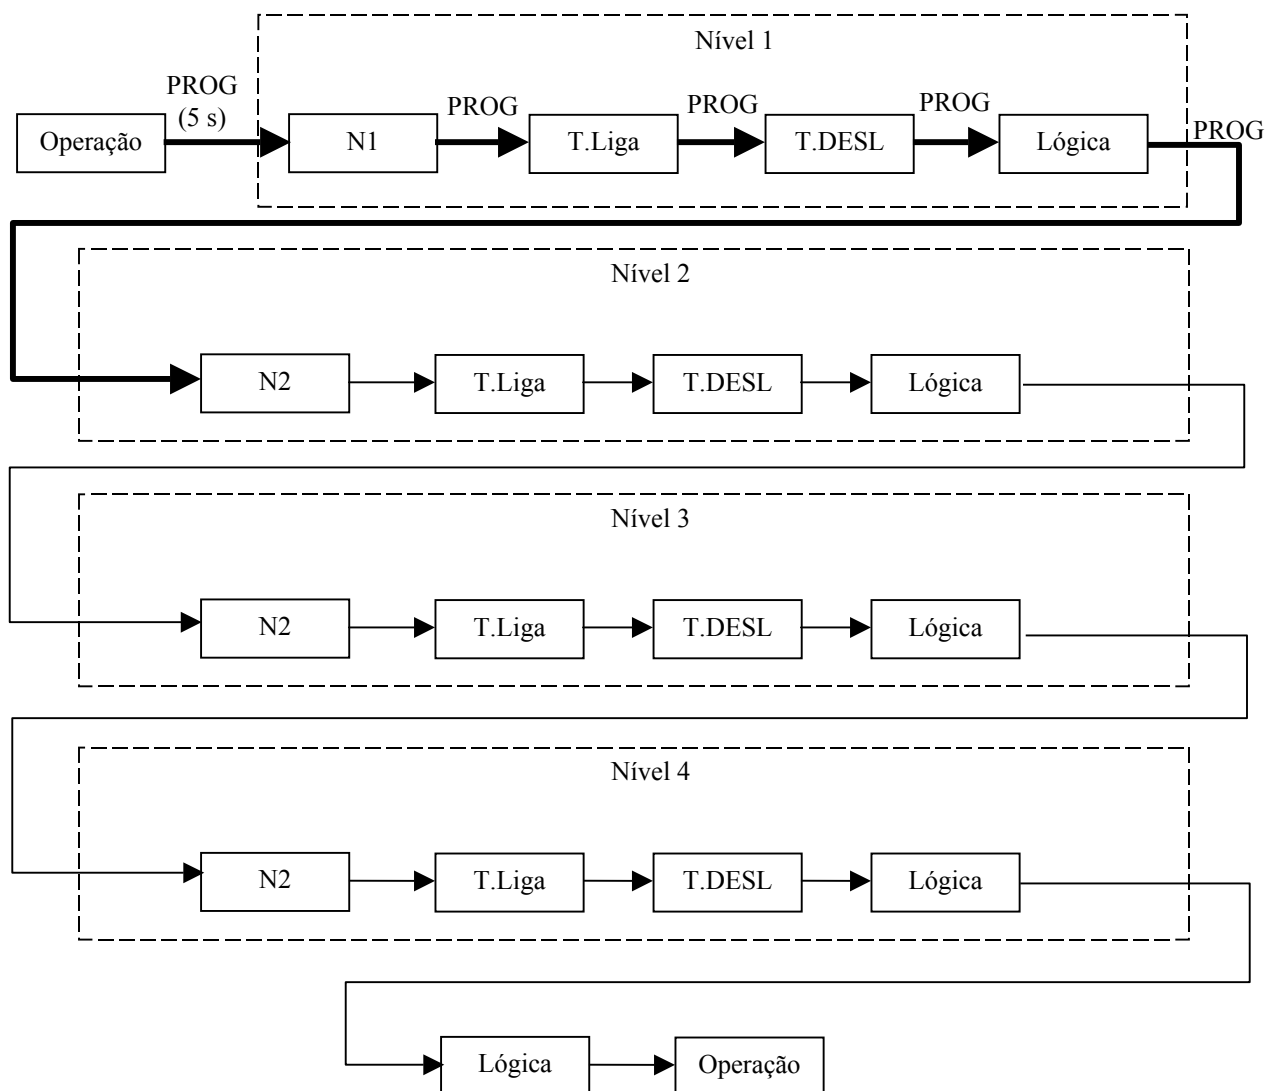 Nível 1
PROG
(5 s)
PROG
PROG
PROG
PROG
Operação
N1
T.Liga
T.DESL
Lógica
Nível 2
N2
T.Liga
T.DESL
Lógica
Nível 3
N2
T.Liga
T.DESL
Lógica
Nível 4
N2
T.Liga
T.DESL
Lógica
Lógica
Operação